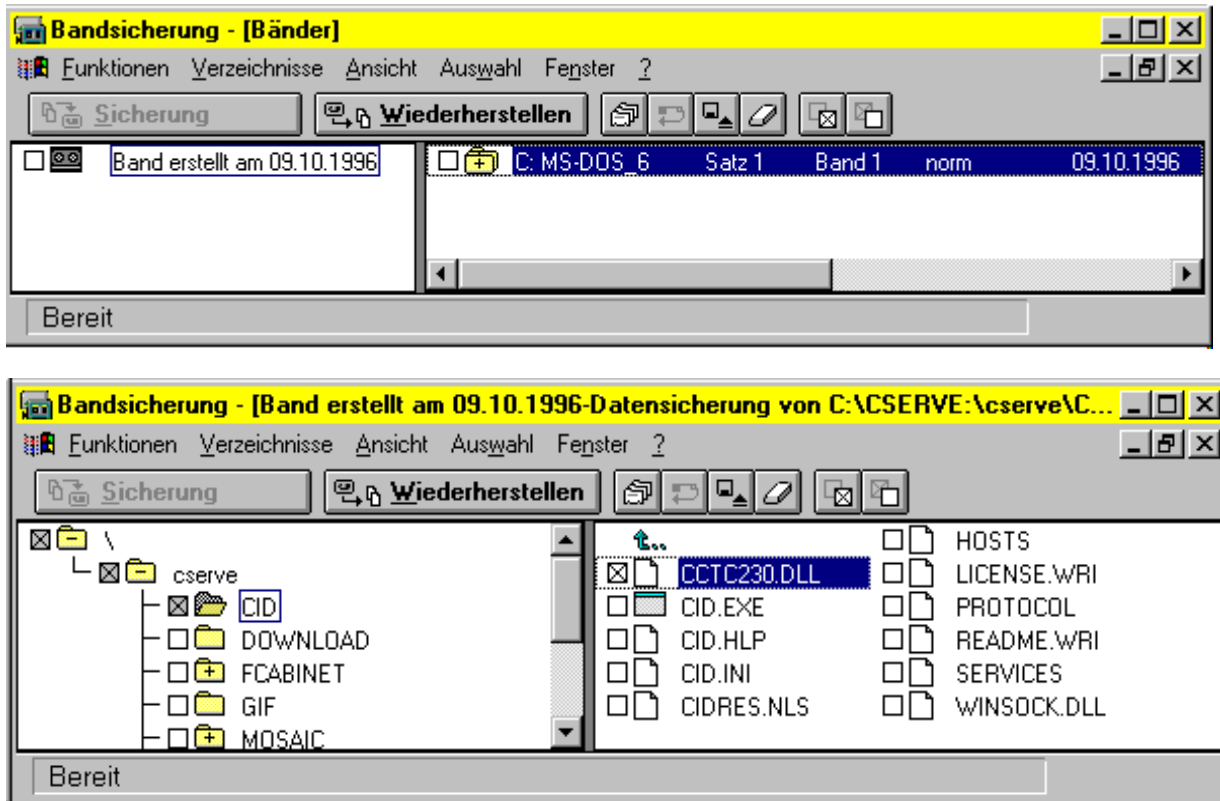 Bandsicherung - [Bänder]
Funktionen Verzeichnisse Ansicht Auswahl Fenster ?
Sicherung Wiederherstellen
Band erstellt am 09.10.1996 C: MS-DOS_6 Satz 1 Band 1 norm 09.10.1996
Bereit
Bandsicherung - [Band erstellt am 09.10.1996-Datensicherung von C:\CSERVE:\cserve\C...
Funktionen Verzeichnisse Ansicht Auswahl Fenster ?
Sicherung Wiederherstellen
\
cserve
CID
DOWNLOAD
FCABINET
GIF
MOSAIC
CCTC230.DLL
CID.EXE
CID.HLP
CID.INI
CIDRES.NLS
HOSTS
LICENSE.WRI
PROTOCOL
README.WRI
SERVICES
WINSOCK.DLL
Bereit